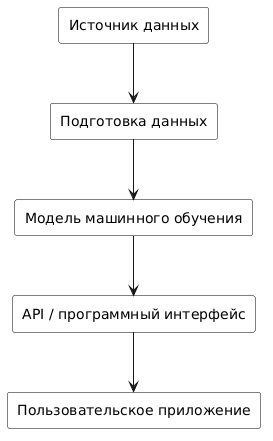 Источник данных
Подготовка данных
Модель машинного обучения
API / программный интерфейс
Пользовательское приложение